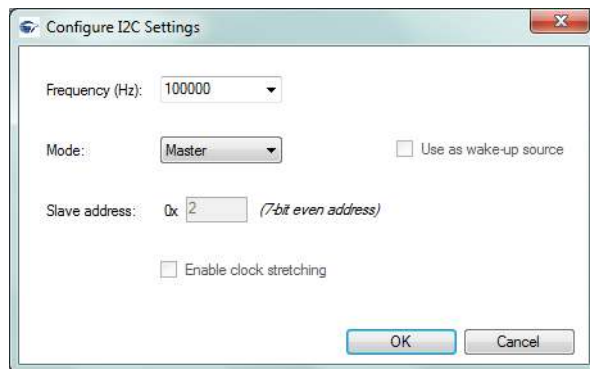 Configure I2C Settings
Frequency (Hz): 100000
Mode: Master Use as wake-up source
Slave address: 0x 2 (7-bit even address)
Enable clock stretching
OK Cancel